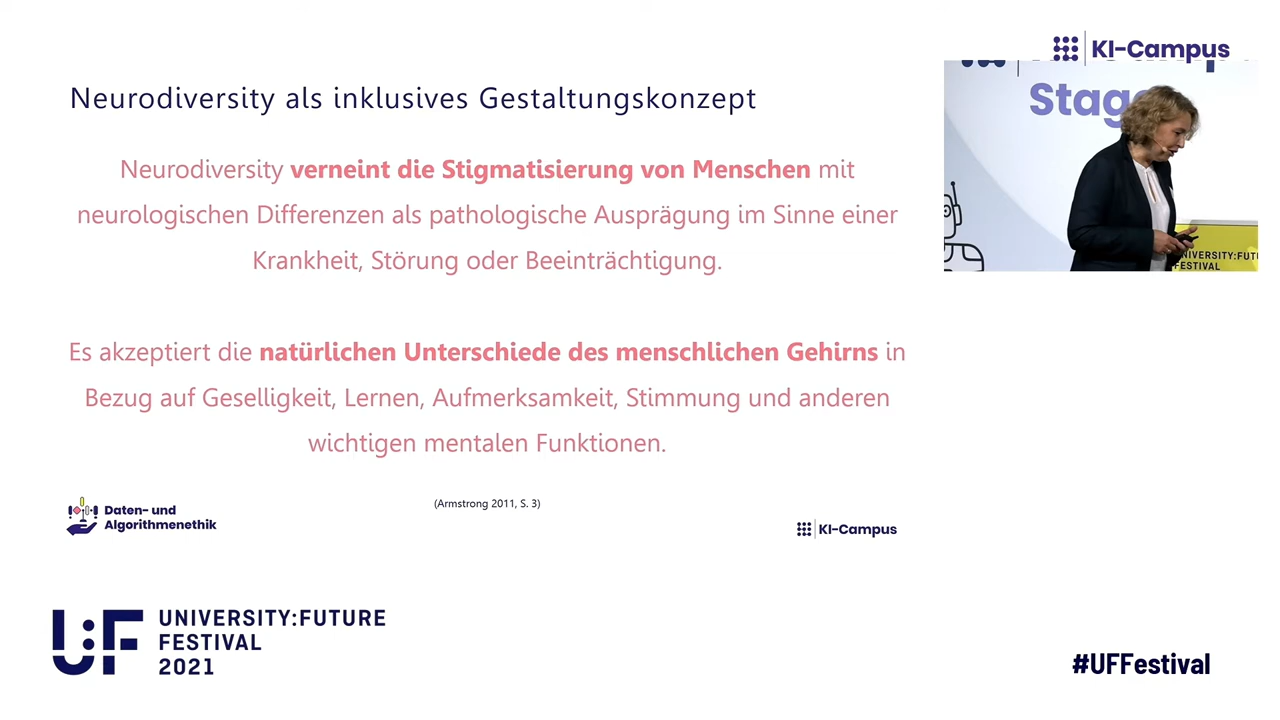 KI-Campus
Neurodiversity als inklusives Gestaltungskonzept
Neurodiversity verneint die Stigmatisierung von Menschen mit
neurologischen Differenzen als pathologische Ausprägung im Sinne einer
Krankheit, Störung oder Beeinträchtigung.
Es akzeptiert die natürlichen Unterschiede des menschlichen Gehirns in
Bezug auf Geselligkeit, Lernen, Aufmerksamkeit, Stimmung und anderen
wichtigen mentalen Funktionen.
(Armstrong 2011, S. 3)
Daten- und
Algorithmenethik
KI-Campus
UNIVERSITY:FUTURE
FESTIVAL
2021
U:F
#UFFestival
Stage
FESTIVAL